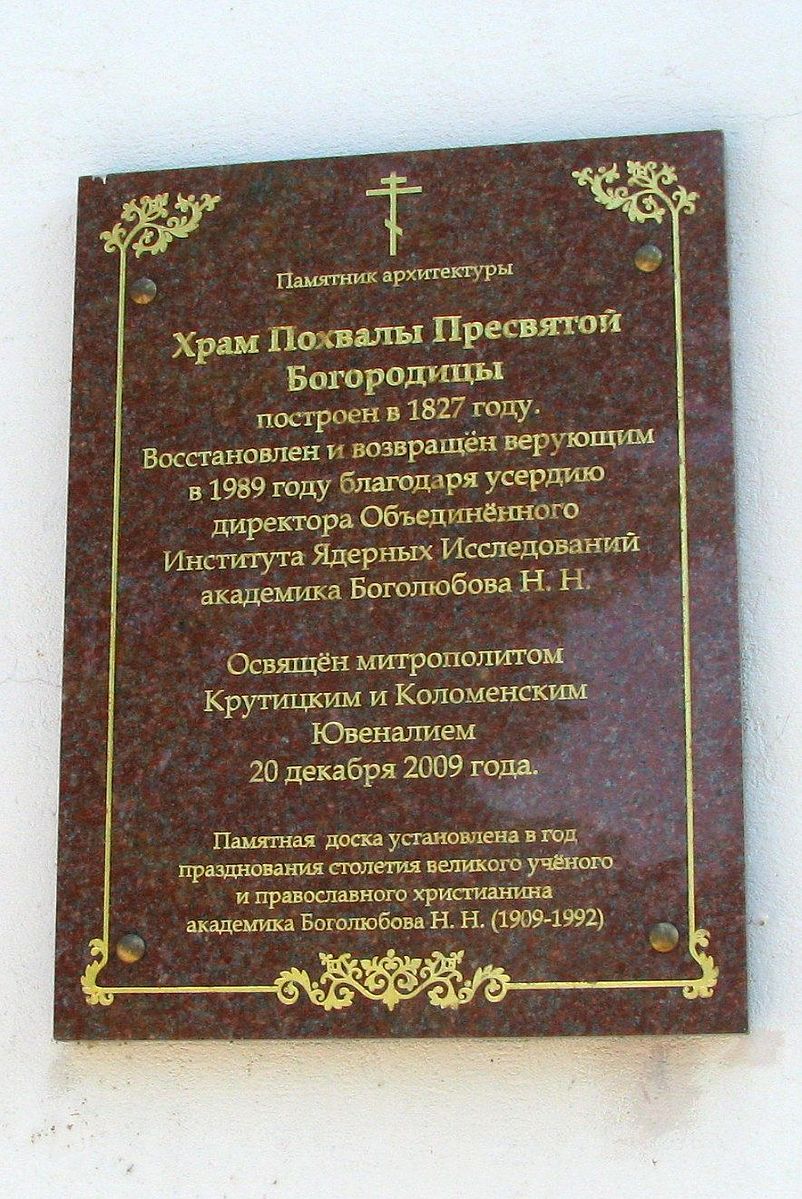 Памятник архитектуры
Храм Похвалы Пресвятой
Богородицы
построен в 1827 году.
Восстановлен и возвращён верующим
в 1989 году благодаря усердию
директора Объединённого
Института Ядерных Исследований
академика Боголюбова Н. Н.
Освящён митрополитом
Крутицким и Коломенским
Ювеналием
20 декабря 2009 года.
Памятная доска установлена в год
празднования столетия великого учёного
и православного христианина
академика Боголюбова Н. Н. (1909-1992)